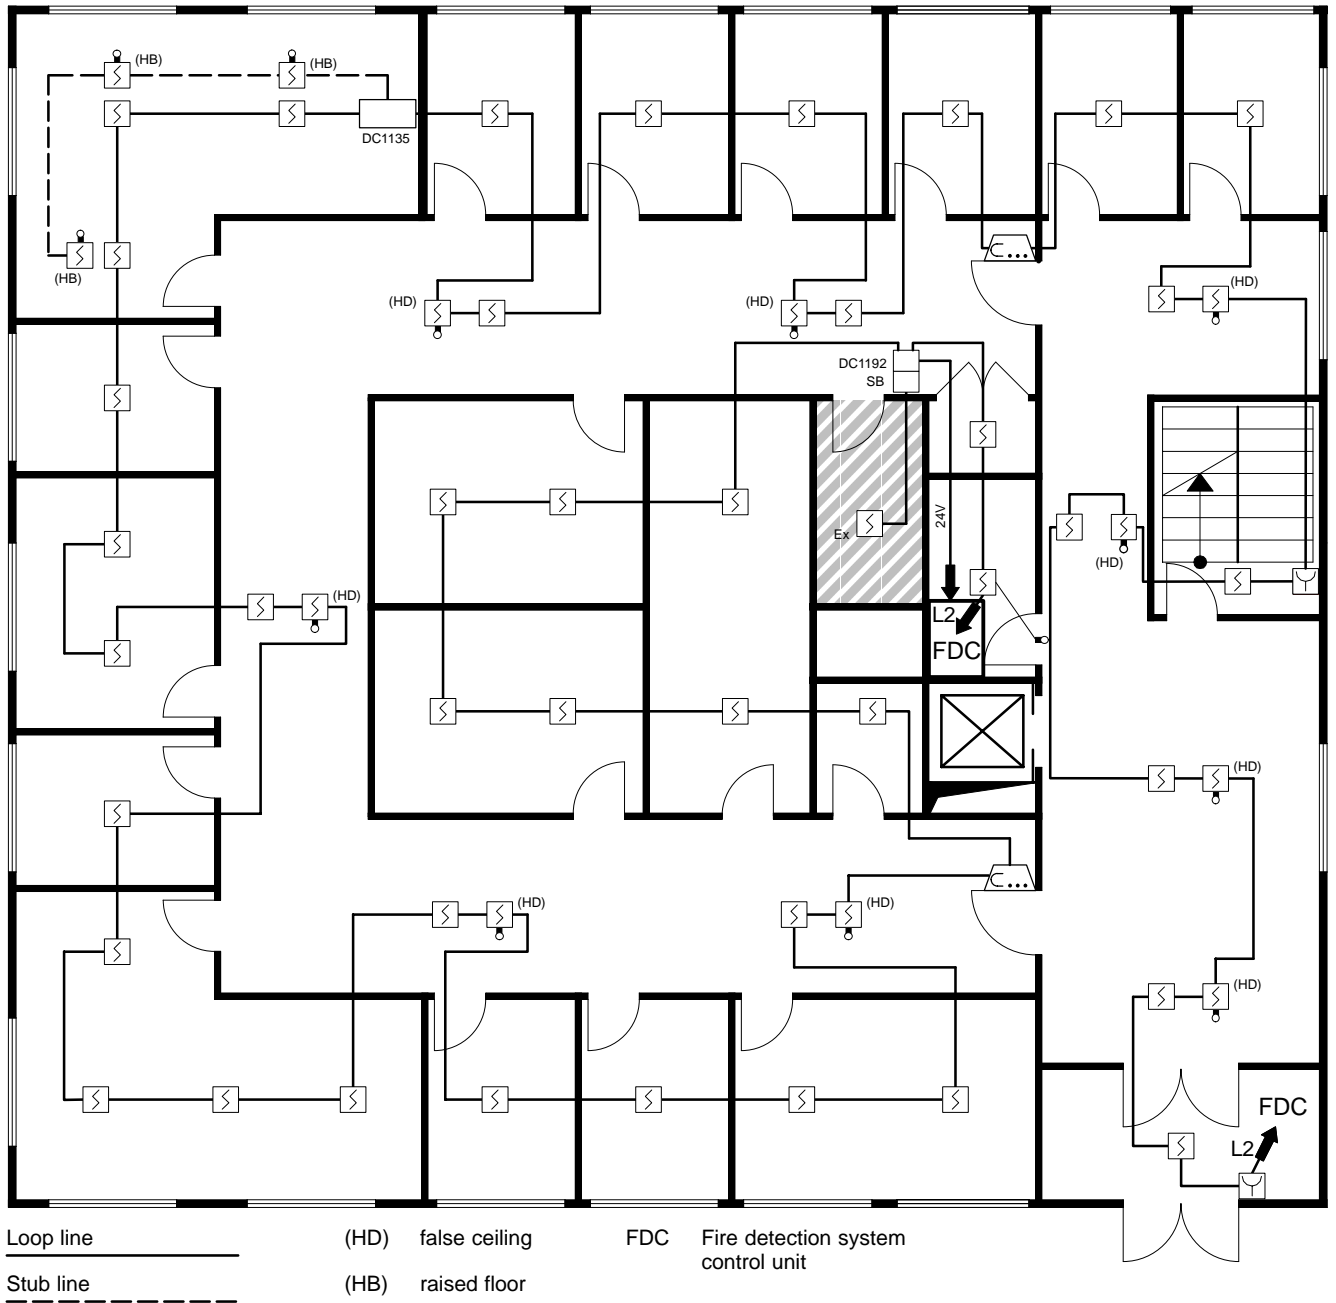 (HB)
(HB)
DC1135
(HB)
(HD)
(HD)
(HD)
DC1192
SB
Ex
24V
(HD)
(HD)
L2
FDC
(HD)
(HD)
(HD)
(HD)
FDC
L2
Loop line
(HD) false ceiling
FDC Fire detection system
control unit
Stub line
(HB) raised floor